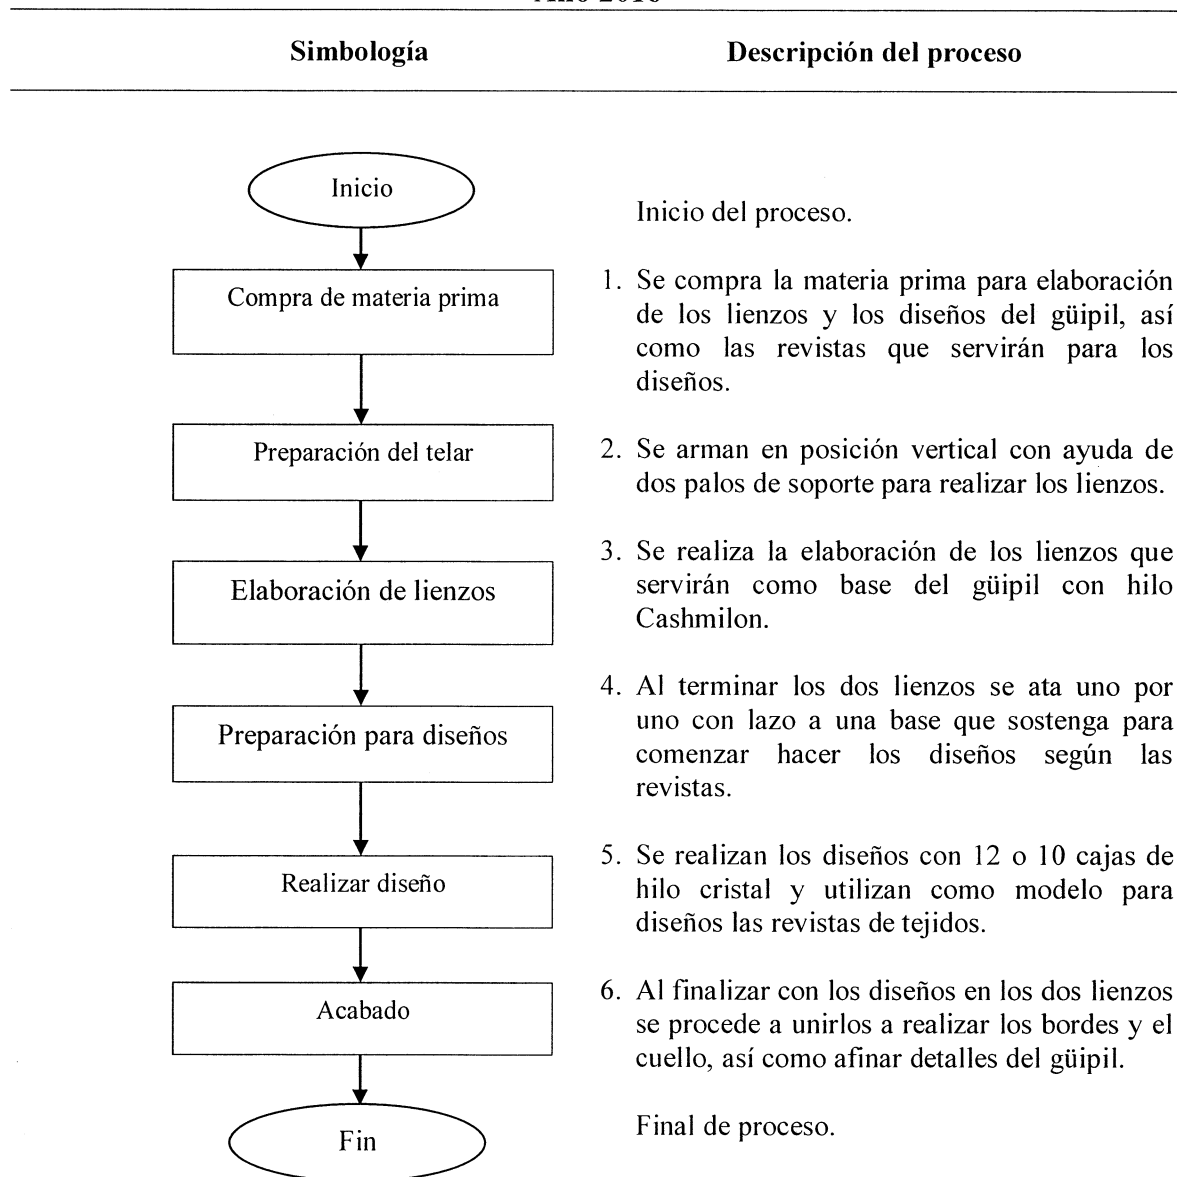 Simbología
Descripción del proceso
Inicio
Inicio del proceso.
Compra de materia prima
1. Se compra la materia prima para elaboración
de los lienzos y los diseños del güipil, así
como las revistas que servirán para los
diseños.
Preparación del telar
2. Se arman en posición vertical con ayuda de
dos palos de soporte para realizar los lienzos.
Elaboración de lienzos
3. Se realiza la elaboración de los lienzos que
servirán como base del güipil con hilo
Cashmilon.
Preparación para diseños
4. Al terminar los dos lienzos se ata uno por
uno con lazo a una base que sostenga para
comenzar hacer los diseños según las
revistas.
Realizar diseño
5. Se realizan los diseños con 12 o 10 cajas de
hilo cristal y utilizan como modelo para
diseños las revistas de tejidos.
Acabado
6. Al finalizar con los diseños en los dos lienzos
se procede a unirlos a realizar los bordes y el
cuello, así como afinar detalles del güipil.
Fin
Final de proceso.